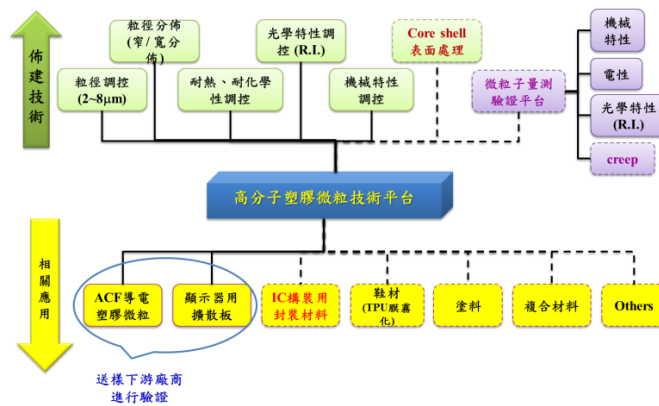 佈建技術
粒徑分佈
(窄/寬分
佈)
光學特性調
控 (R.I.)
Core shell
表面處理
粒徑調控
(2~8μm)
耐熱、耐化學
性調控
機械特性
調控
微粒子量測
驗證平台
機械
特性
電性
光學特性
(R.I.)
creep
高分子塑膠微粒技術平台
相關應用
ACF導電
塑膠微粒
顯示器用
擴散板
IC構裝用
封裝材料
鞋材
(TPU膜霧
化)
塗料
複合材料
Others
送樣下游廠商
進行驗證